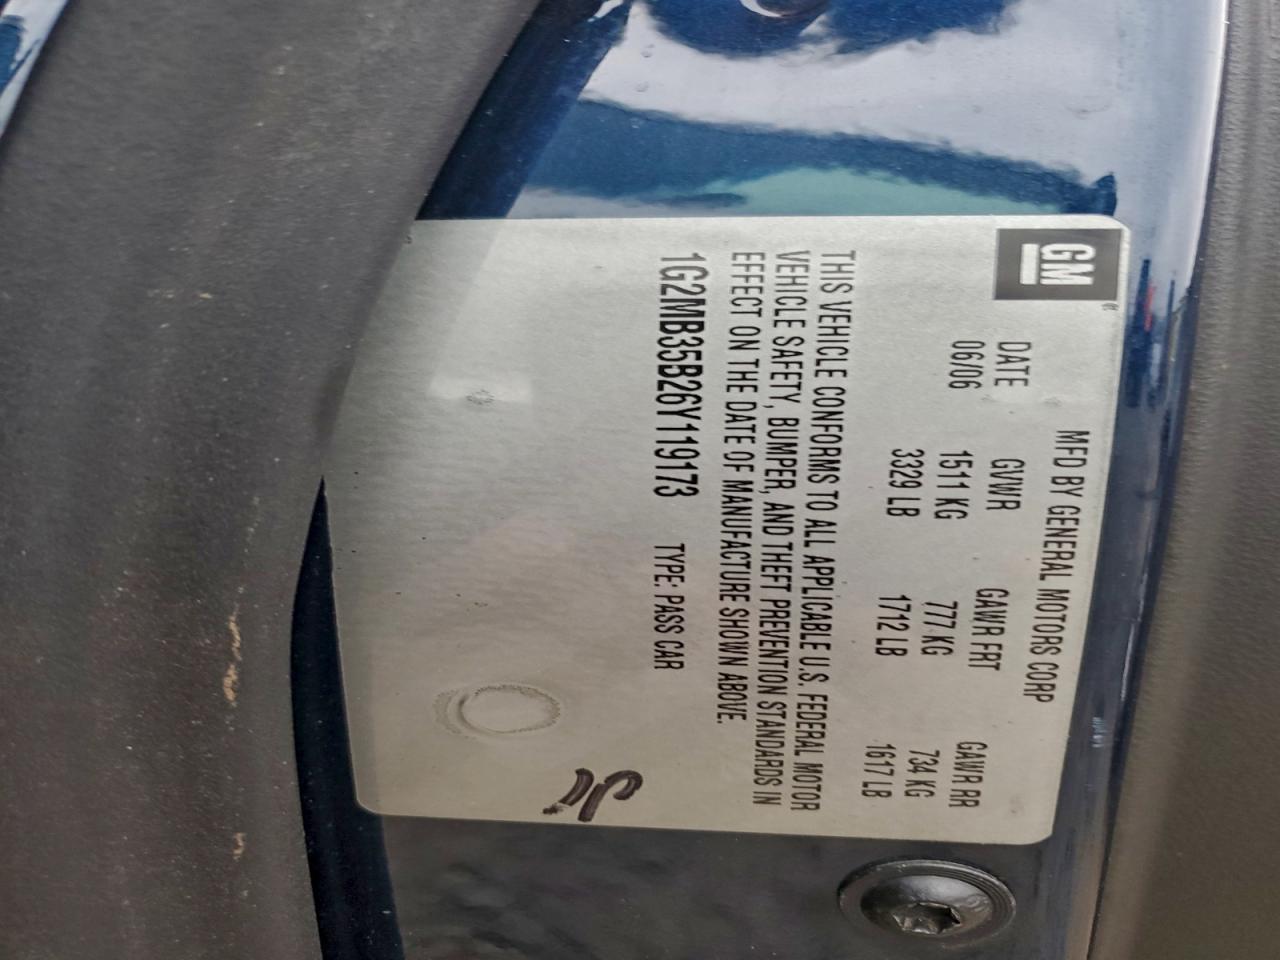 GM
MFD BY GENERAL MOTORS CORP
DATE GVWR GAWR FRT GAWR RR
06/06 1511 KG 777 KG 734 KG
3329 LB 1712 LB 1617 LB
THIS VEHICLE CONFORMS TO ALL APPLICABLE U.S. FEDERAL MOTOR
VEHICLE SAFETY, BUMPER, AND THEFT PREVENTION STANDARDS IN
EFFECT ON THE DATE OF MANUFACTURE SHOWN ABOVE.
1G2MB35B26Y119173 TYPE: PASS CAR